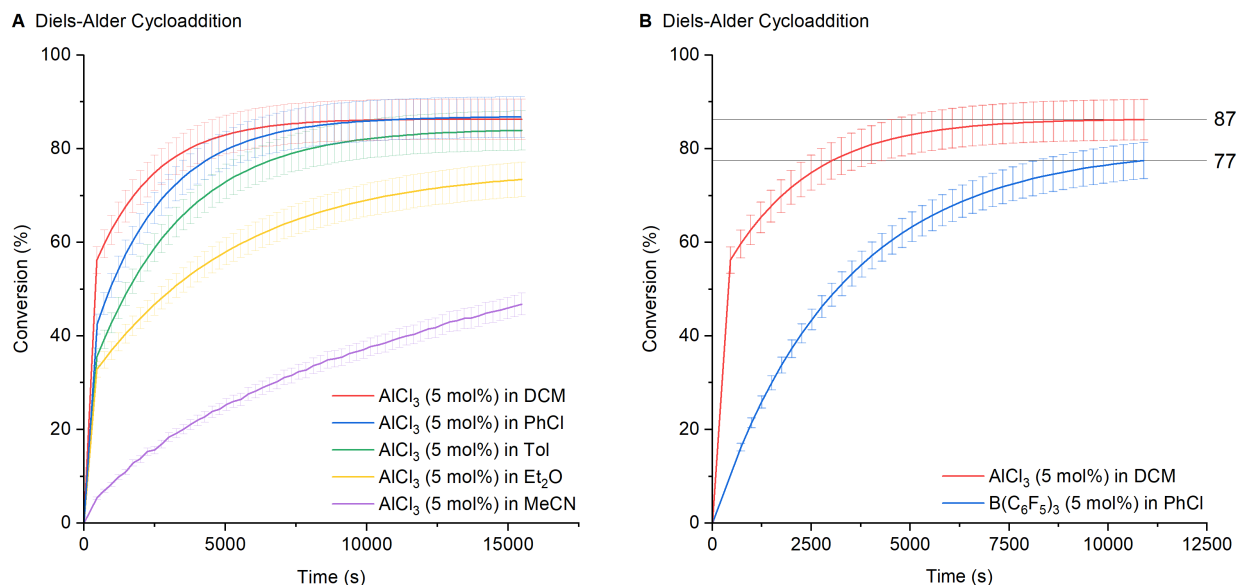 A Diels-Alder Cycloaddition
100
80
60
40
20
0
Conversion (%)
AlCl₃ (5 mol%) in DCM
AlCl₃ (5 mol%) in PhCl
AlCl₃ (5 mol%) in Tol
AlCl₃ (5 mol%) in Et₂O
AlCl₃ (5 mol%) in MeCN
0 5000 10000 15000
Time (s)
B Diels-Alder Cycloaddition
100
80
60
40
20
0
Conversion (%)
87
77
AlCl₃ (5 mol%) in DCM
B(C₆F₅)₃ (5 mol%) in PhCl
0 2500 5000 7500 10000 12500
Time (s)